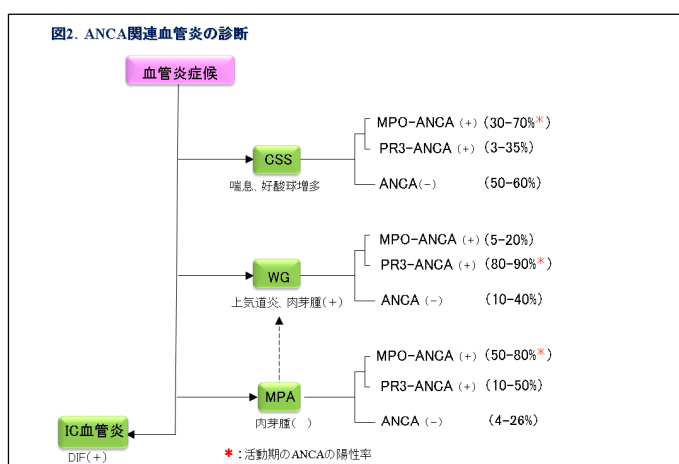 図2. ANCA関連血管炎の診断
血管炎症候
MPO-ANCA (+) (30-70%*)
PR3-ANCA (+) (3-35%)
CSS
喘息、好酸球増多
ANCA(-) (50-60%)
MPO-ANCA (+) (5-20%)
PR3-ANCA (+) (80-90%*)
WG
上気道炎、肉芽腫(+)
ANCA (-) (10-40%)
MPO-ANCA (+) (50-80%*)
PR3-ANCA (+) (10-50%)
MPA
肉芽腫( )
ANCA (-) (4-26%)
IC血管炎
DIF(+)
*:活動期のANCAの陽性率